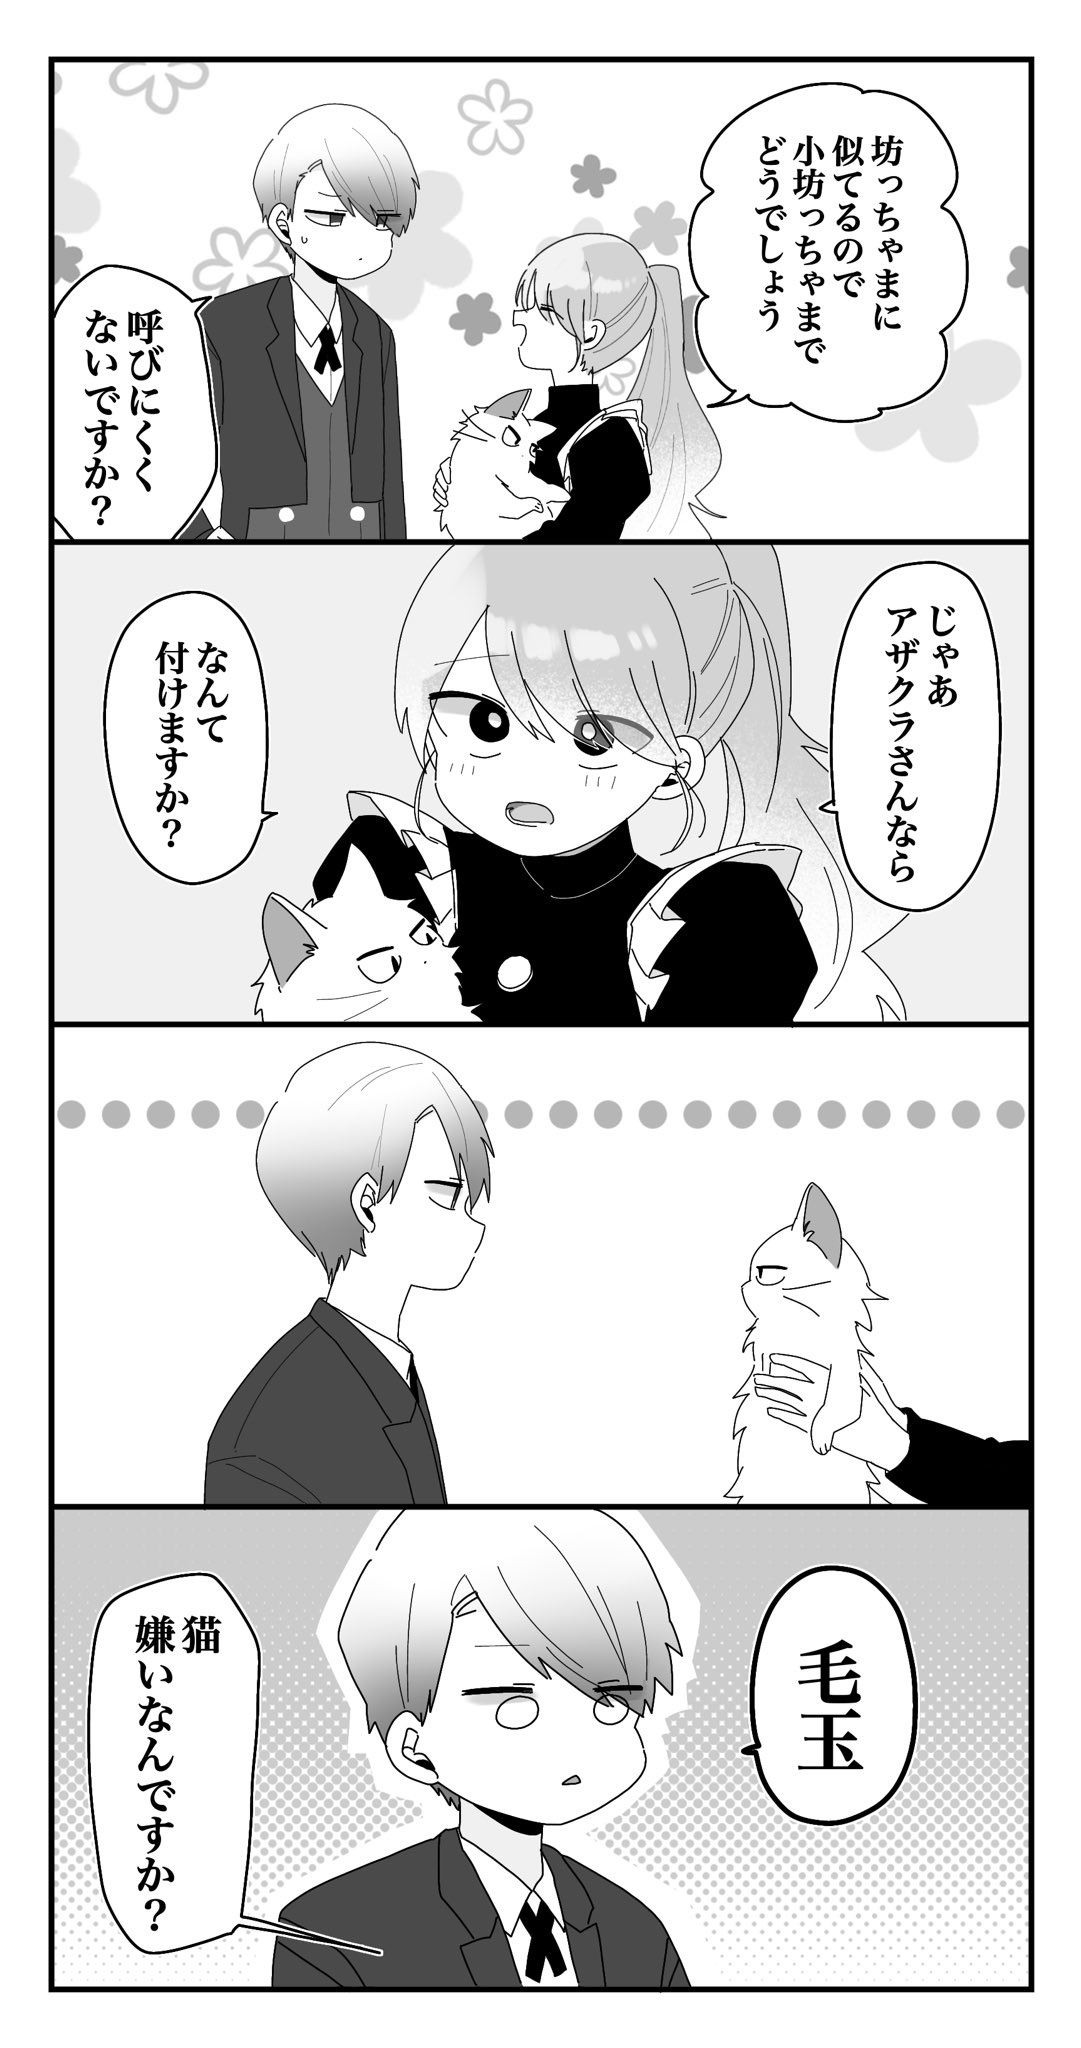 坊っちゃまに
似てるので
小坊っちゃまで
どうでしょう
呼びにくく
ないですか？
じゃあ
アザクラさんなら
なんて
付けますか？
毛玉
猫
嫌いなんですか？